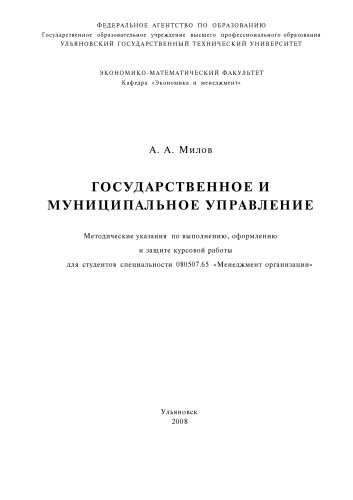 ФЕДЕРАЛЬНОЕ АГЕНТСТВО ПО ОБРАЗОВАНИЮ
Государственное образовательное учреждение высшего профессионального образования
УЛЬЯНОВСКИЙ ГОСУДАРСТВЕННЫЙ ТЕХНИЧЕСКИЙ УНИВЕРСИТЕТ
ЭКОНОМИКО-МАТЕМАТИЧЕСКИЙ ФАКУЛЬТЕТ
Кафедра «Экономика и менеджмент»
А. А. Милов
ГОСУДАРСТВЕННОЕ И
МУНИЦИПАЛЬНОЕ УПРАВЛЕНИЕ
Методические указания по выполнению, оформлению
и защите курсовой работы
для студентов специальности 080507.65 «Менеджмент организации»
Ульяновск
2008